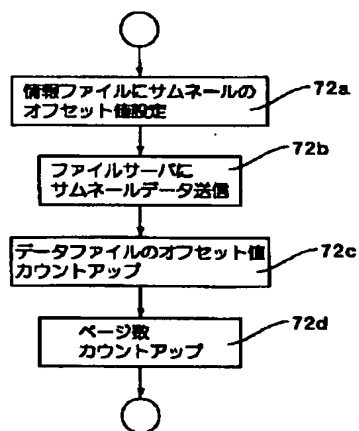 情報ファイルにサムネールの
オフセット値設定
72a
ファイルサーバに
サムネールデータ送信
72b
データファイルのオフセット値
カウントアップ
72c
ページ数
カウントアップ
72d